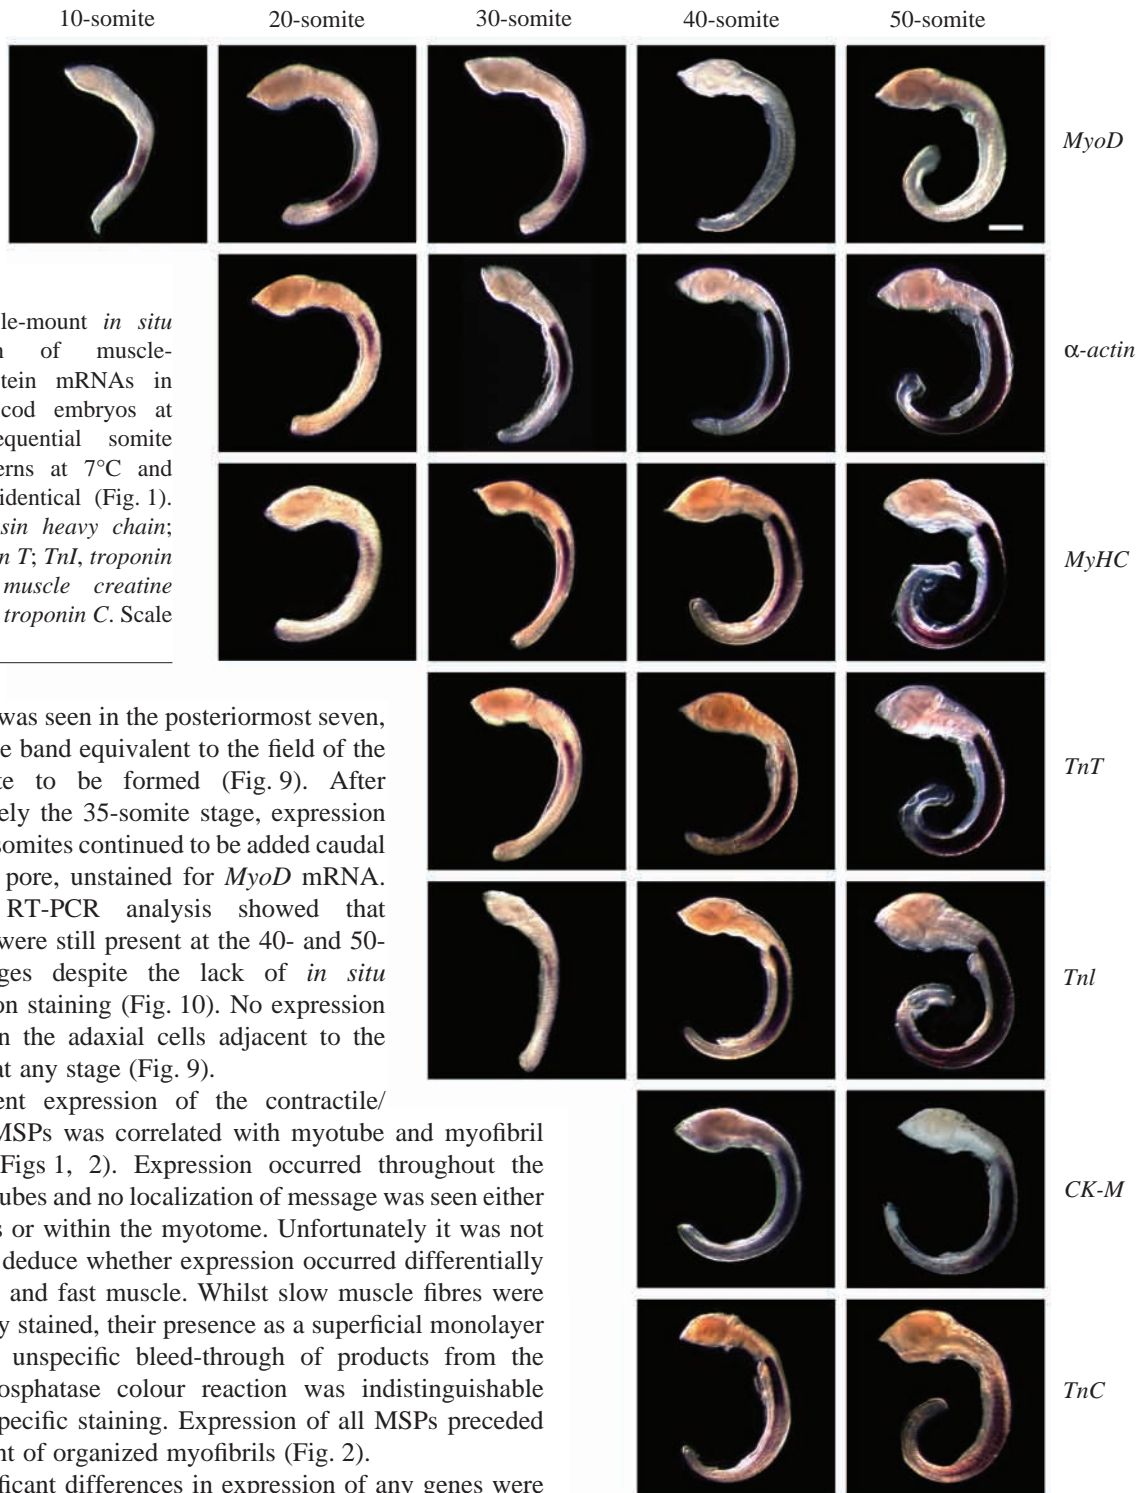 10-somite 20-somite 30-somite 40-somite 50-somite
MyoD
α-actin
MyHC
TnT
TnI
CK-M
TnC
le-mount in situ
n of muscle-
tein mRNAs in
cod embryos at
equential somite
erns at 7°C and
identical (Fig. 1).
sin heavy chain;
n T; TnI, troponin
muscle creatine
troponin C. Scale
was seen in the posteriormost seven,
e band equivalent to the field of the
te to be formed (Fig. 9). After
ely the 35-somite stage, expression
somites continued to be added caudal
pore, unstained for MyoD mRNA.
RT-PCR analysis showed that
were still present at the 40- and 50-
ges despite the lack of in situ
on staining (Fig. 10). No expression
n the adaxial cells adjacent to the
at any stage (Fig. 9).
ent expression of the contractile/
MSPs was correlated with myotube and myofibril
Figs 1, 2). Expression occurred throughout the
tubes and no localization of message was seen either
s or within the myotome. Unfortunately it was not
deduce whether expression occurred differentially
and fast muscle. Whilst slow muscle fibres were
y stained, their presence as a superficial monolayer
unspecific bleed-through of products from the
osphatase colour reaction was indistinguishable
pecific staining. Expression of all MSPs preceded
nt of organized myofibrils (Fig. 2).
ficant differences in expression of any genes were